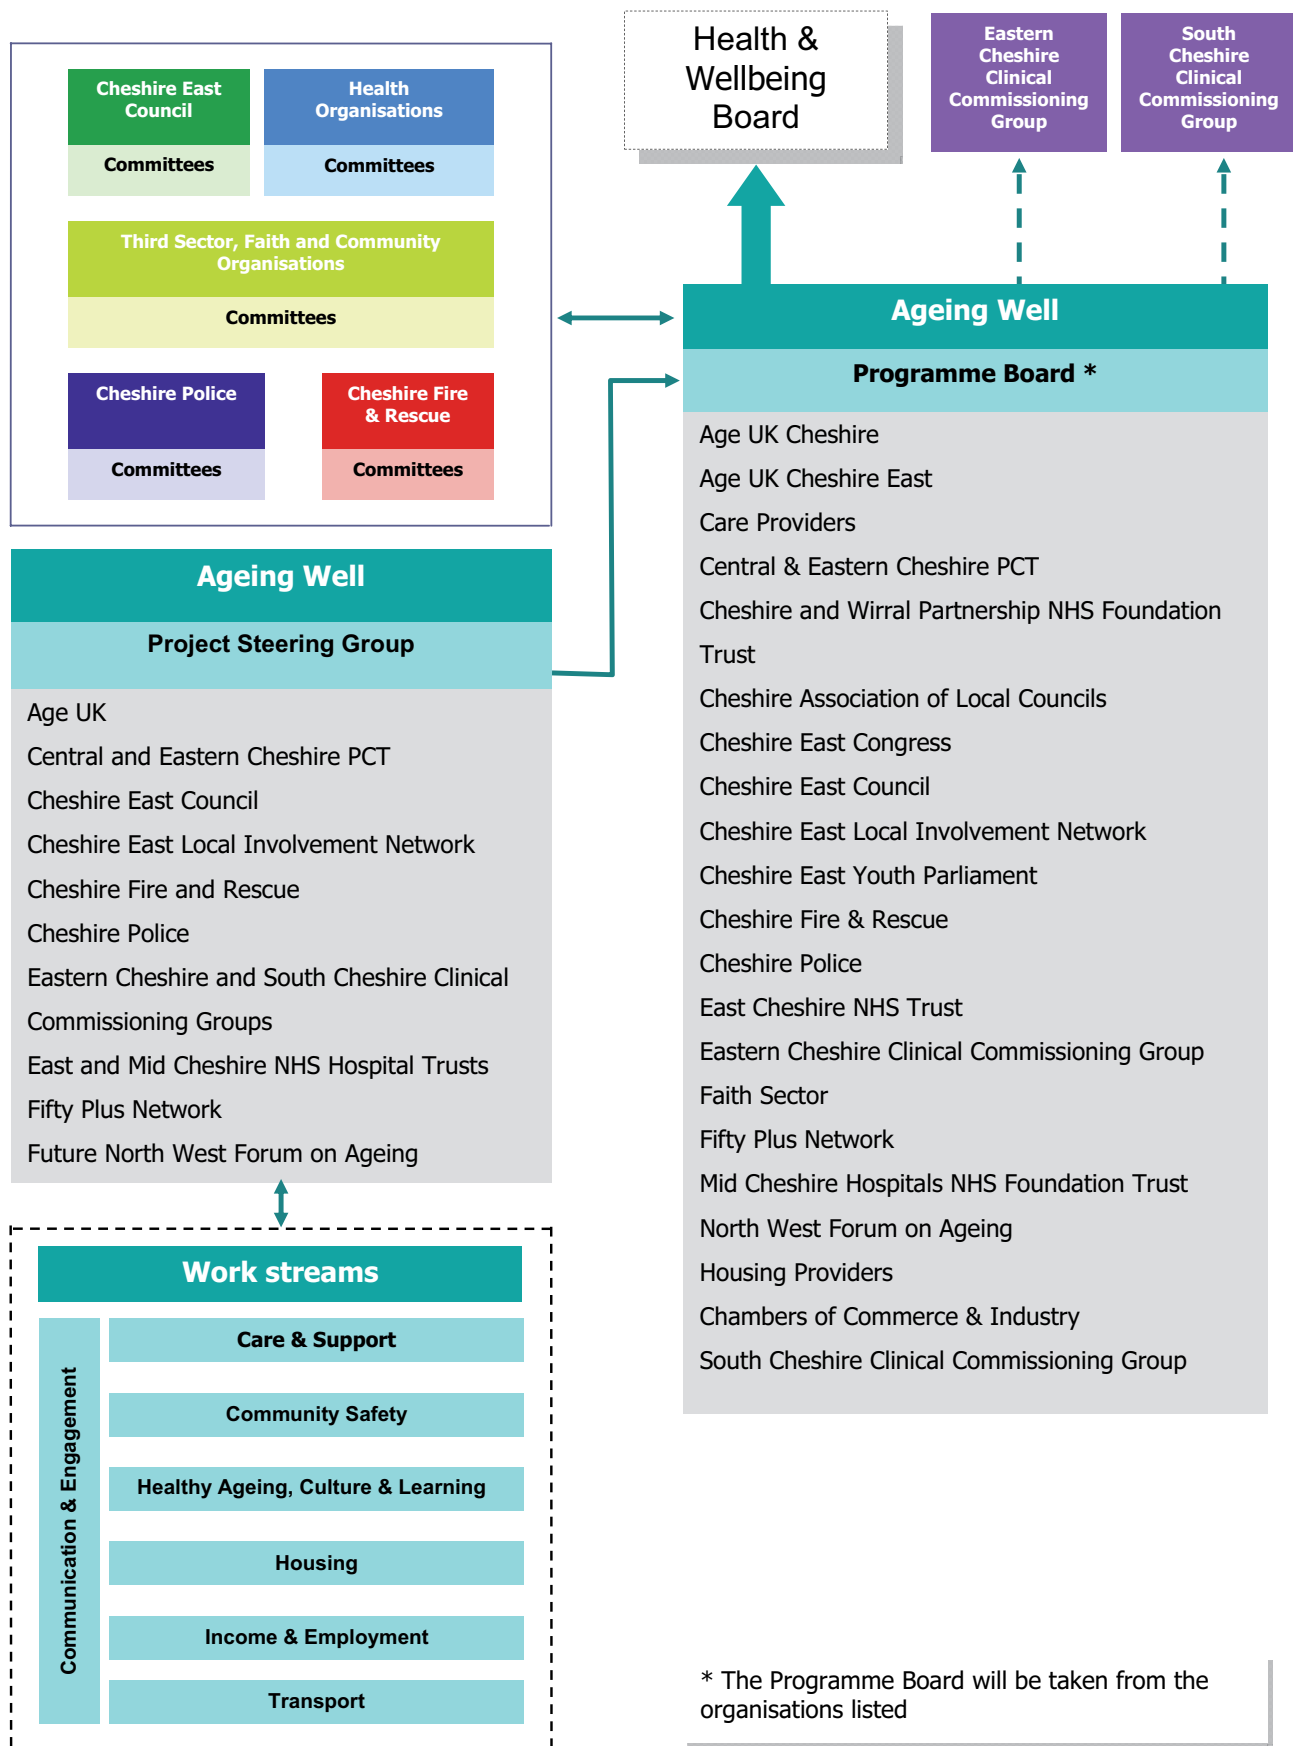 Cheshire East
Council
Committees
Health
Organisations
Committees
Third Sector, Faith and Community
Organisations
Committees
Cheshire Police
Committees
Cheshire Fire
& Rescue
Committees
Health &
Wellbeing
Board
Eastern
Cheshire
Clinical
Commissioning
Group
South
Cheshire
Clinical
Commissioning
Group
Ageing Well
Project Steering Group
Age UK
Central and Eastern Cheshire PCT
Cheshire East Council
Cheshire East Local Involvement Network
Cheshire Fire and Rescue
Cheshire Police
Eastern Cheshire and South Cheshire Clinical
Commissioning Groups
East and Mid Cheshire NHS Hospital Trusts
Fifty Plus Network
Future North West Forum on Ageing
Work streams
Communication & Engagement
Care & Support
Community Safety
Healthy Ageing, Culture & Learning
Housing
Income & Employment
Transport
Ageing Well
Programme Board *
Age UK Cheshire
Age UK Cheshire East
Care Providers
Central & Eastern Cheshire PCT
Cheshire and Wirral Partnership NHS Foundation
Trust
Cheshire Association of Local Councils
Cheshire East Congress
Cheshire East Council
Cheshire East Local Involvement Network
Cheshire East Youth Parliament
Cheshire Fire & Rescue
Cheshire Police
East Cheshire NHS Trust
Eastern Cheshire Clinical Commissioning Group
Faith Sector
Fifty Plus Network
Mid Cheshire Hospitals NHS Foundation Trust
North West Forum on Ageing
Housing Providers
Chambers of Commerce & Industry
South Cheshire Clinical Commissioning Group
* The Programme Board will be taken from the
organisations listed